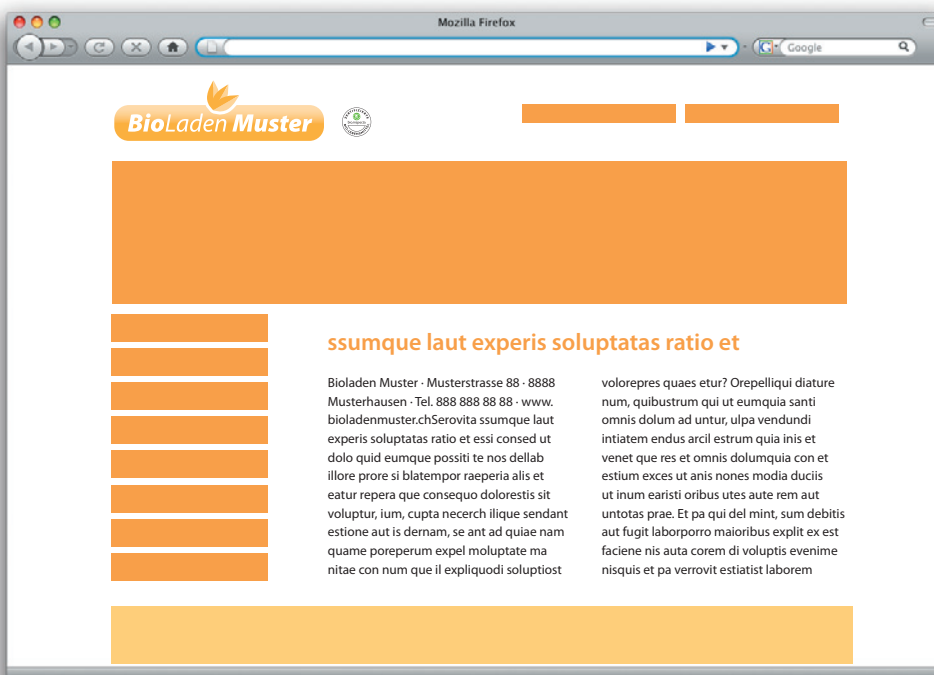 Mozilla Firefox
Google
BioLaden Muster
ssumque laut experis soluptatas ratio et
Bioladen Muster · Musterstrasse 88 · 8888
Musterhausen · Tel. 888 888 88 88 · www.
bioladenmuster.chSerovita ssumque laut
experis soluptatas ratio et essi consed ut
dolo quid eumque possiti te nos dellab
illore prore si blatempor raeperia alis et
eatur repera que consequo dolorestis sit
voluptur, ium, cupta necerch ilique sendant
estione aut is dernam, se ant ad quiae nam
quame poreperum expel moluptate ma
nitae con num que il expliquodi soluptiost
volorepres quaes etur? Orepelliqui diature
num, quibustrum qui ut eumquia santi
omnis dolum ad untur, ulpa vendundi
intiatem endus arcil estrum quia inis et
venet que res et omnis dolumquia con et
estium exces ut anis nones modia duciis
ut inum earisti oribus utes aute rem aut
untotas prae. Et pa qui del mint, sum debitis
aut fugit laborporro maioribus explit ex est
faciene nis auta corem di voluptis evenime
nisquis et pa verrovit estiatist laborem